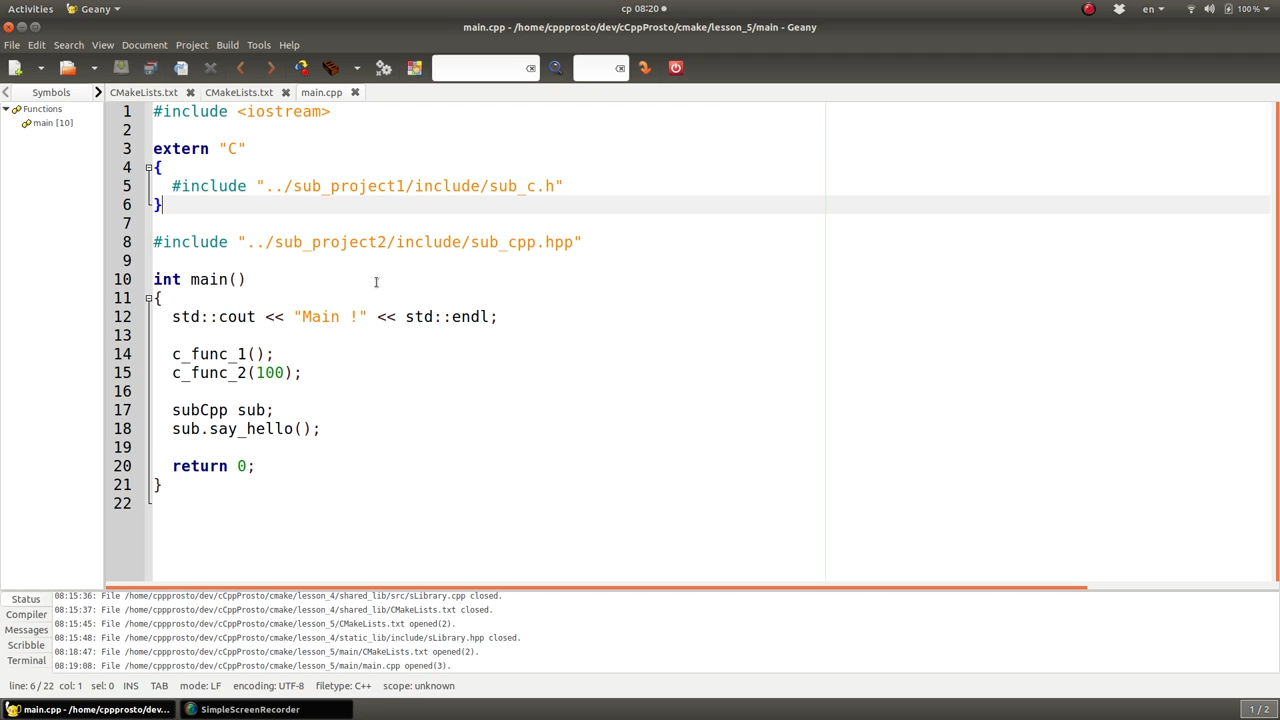 Activities Geany ср 08:20 en 100 %
main.cpp - /home/cppprosto/dev/cCppProsto/cmake/lesson_5/main - Geany
File Edit Search View Document Project Build Tools Help
Symbols CMakeLists.txt CMakeLists.txt main.cpp
Functions
main [10]
1 #include <iostream>
2
3 extern "C"
4 {
5 #include "../sub_project1/include/sub_c.h"
6 }
7
8 #include "../sub_project2/include/sub_cpp.hpp"
9
10 int main()
11 {
12 std::cout << "Main !" << std::endl;
13
14 c_func_1();
15 c_func_2(100);
16
17 subCpp sub;
18 sub.say_hello();
19
20 return 0;
21 }
22
Status
Compiler
Messages
Scribble
Terminal
08:15:36: File /home/cppprosto/dev/cCppProsto/cmake/lesson_4/shared_lib/src/sLibrary.cpp closed.
08:15:37: File /home/cppprosto/dev/cCppProsto/cmake/lesson_4/shared_lib/CMakeLists.txt closed.
08:15:45: File /home/cppprosto/dev/cCppProsto/cmake/lesson_5/CMakeLists.txt opened(2).
08:15:48: File /home/cppprosto/dev/cCppProsto/cmake/lesson_4/static_lib/include/sLibrary.hpp closed.
08:18:47: File /home/cppprosto/dev/cCppProsto/cmake/lesson_5/main/CMakeLists.txt opened(2).
08:19:08: File /home/cppprosto/dev/cCppProsto/cmake/lesson_5/main/main.cpp opened(3).
line: 6 / 22 col: 1 sel: 0 INS TAB mode: LF encoding: UTF-8 filetype: C++ scope: unknown
main.cpp - /home/cppprosto/dev... SimpleScreenRecorder 1 / 2